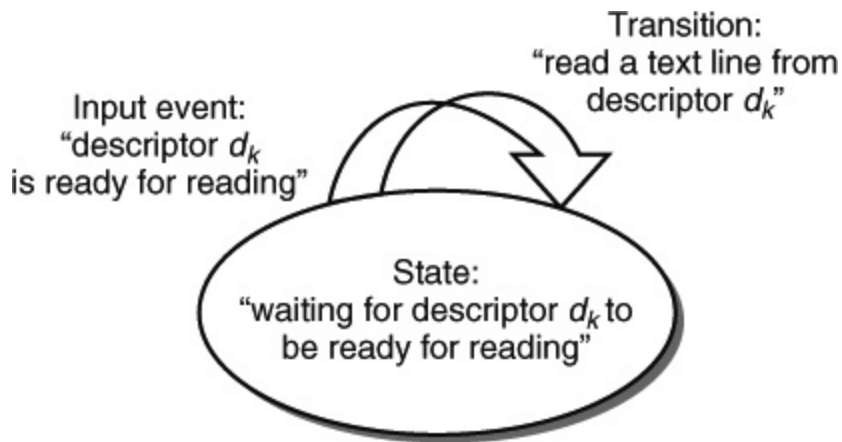 Transition:
“read a text line from
descriptor dk”
Input event:
“descriptor dk
is ready for reading”
State:
“waiting for descriptor dk to
be ready for reading”